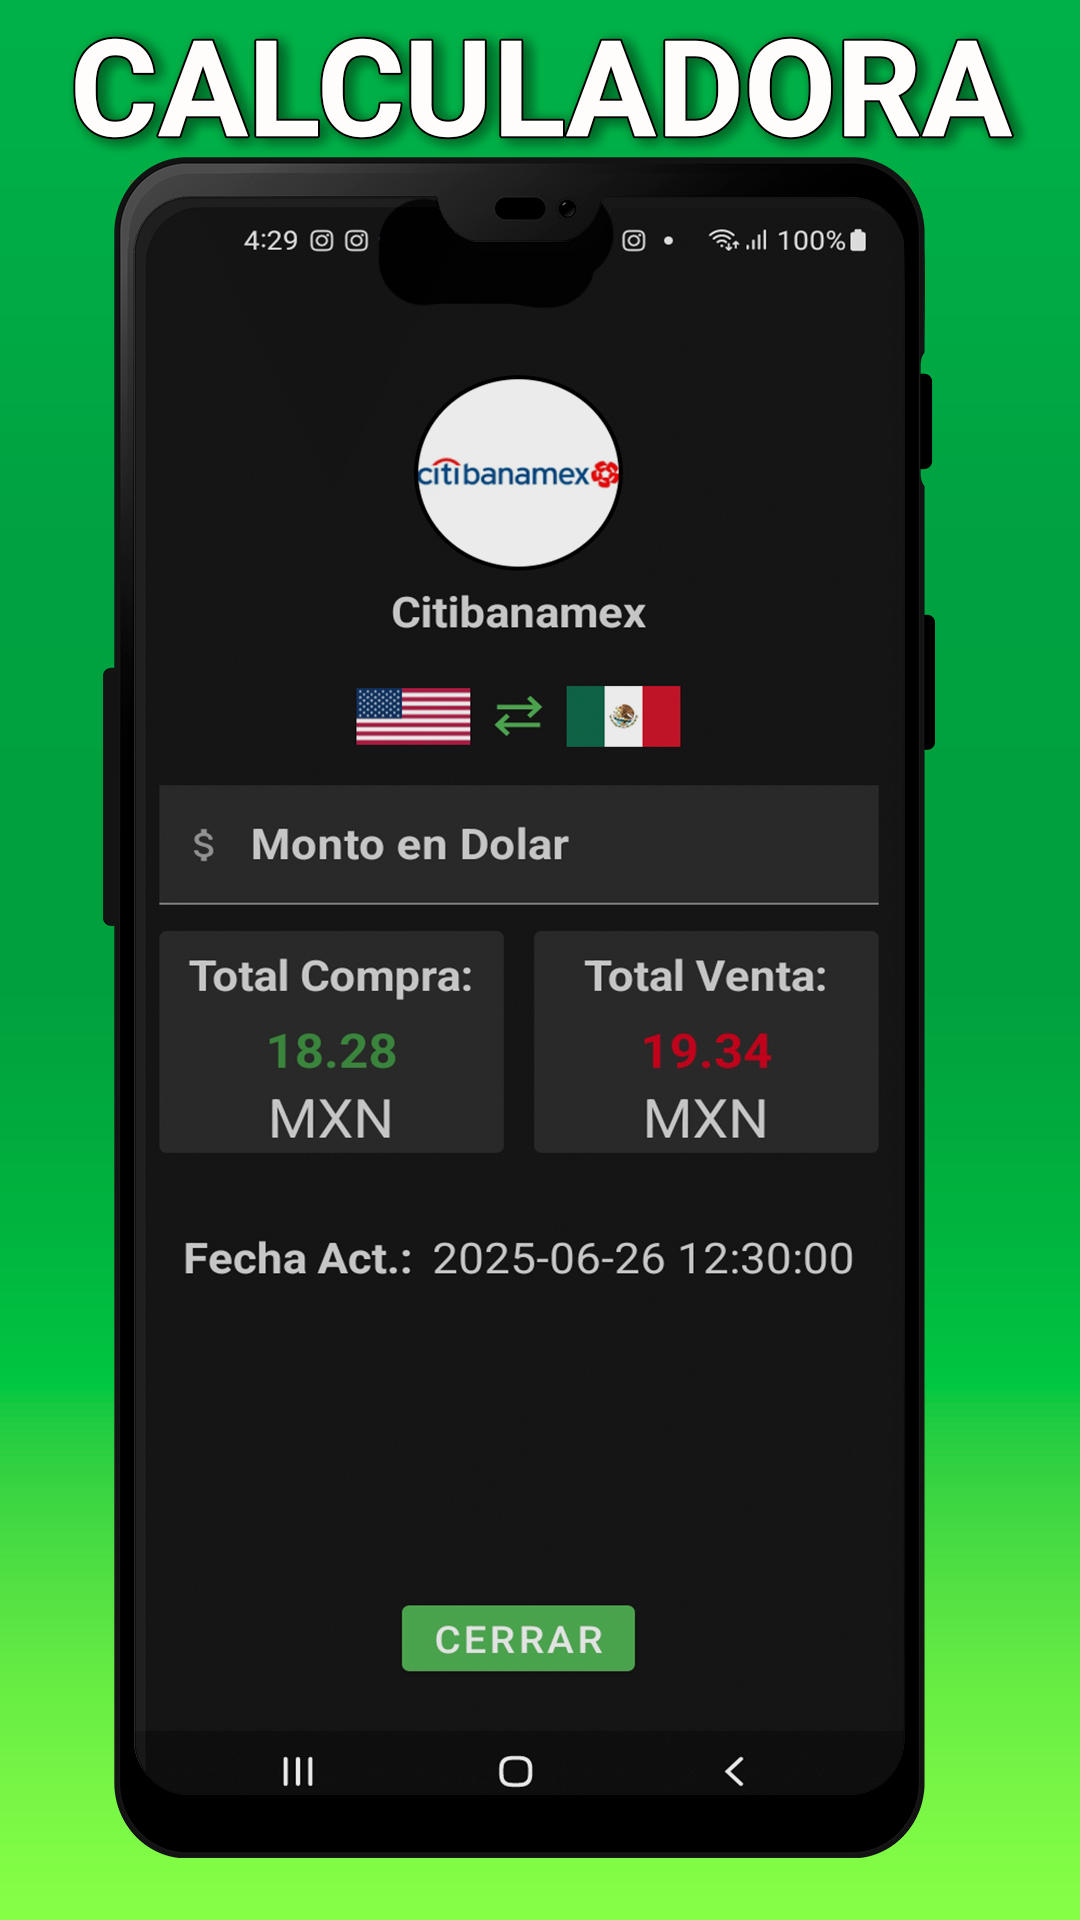 CALCULADORA
4:29 100%
citibanamex
Citibanamex
$ Monto en Dolar
Total Compra: Total Venta:
18.28 19.34
MXN MXN
Fecha Act.: 2025-06-26 12:30:00
CERRAR